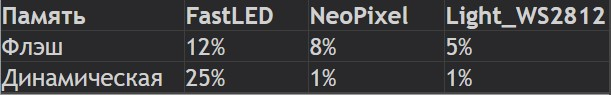 Память FastLED NeoPixel Light_WS2812
Флэш 12% 8% 5%
Динамическая 25% 1% 1%